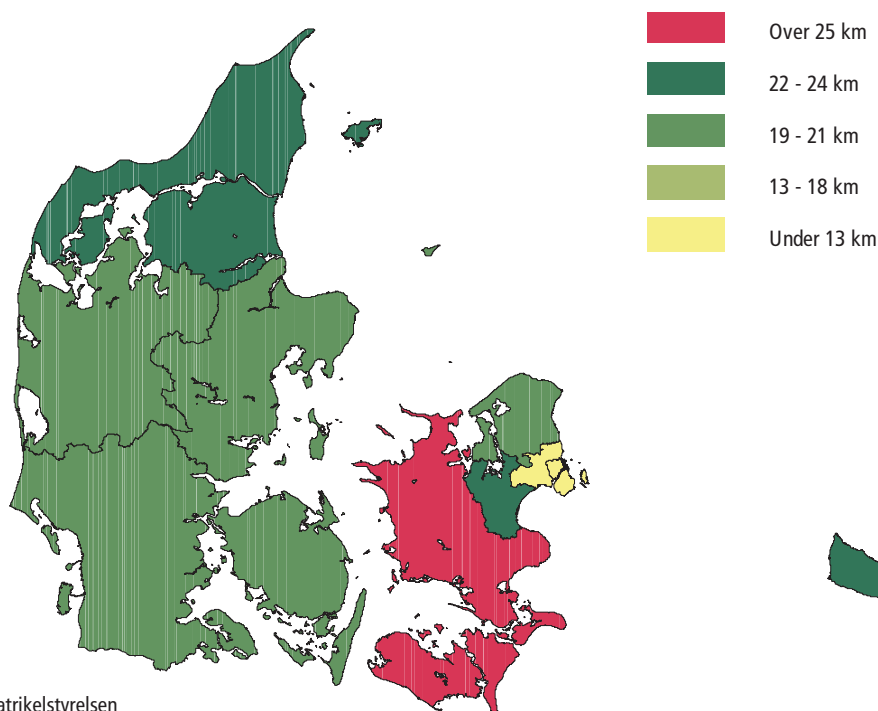 Over 25 km
22 - 24 km
19 - 21 km
13 - 18 km
Under 13 km
atrikelstyrelsen